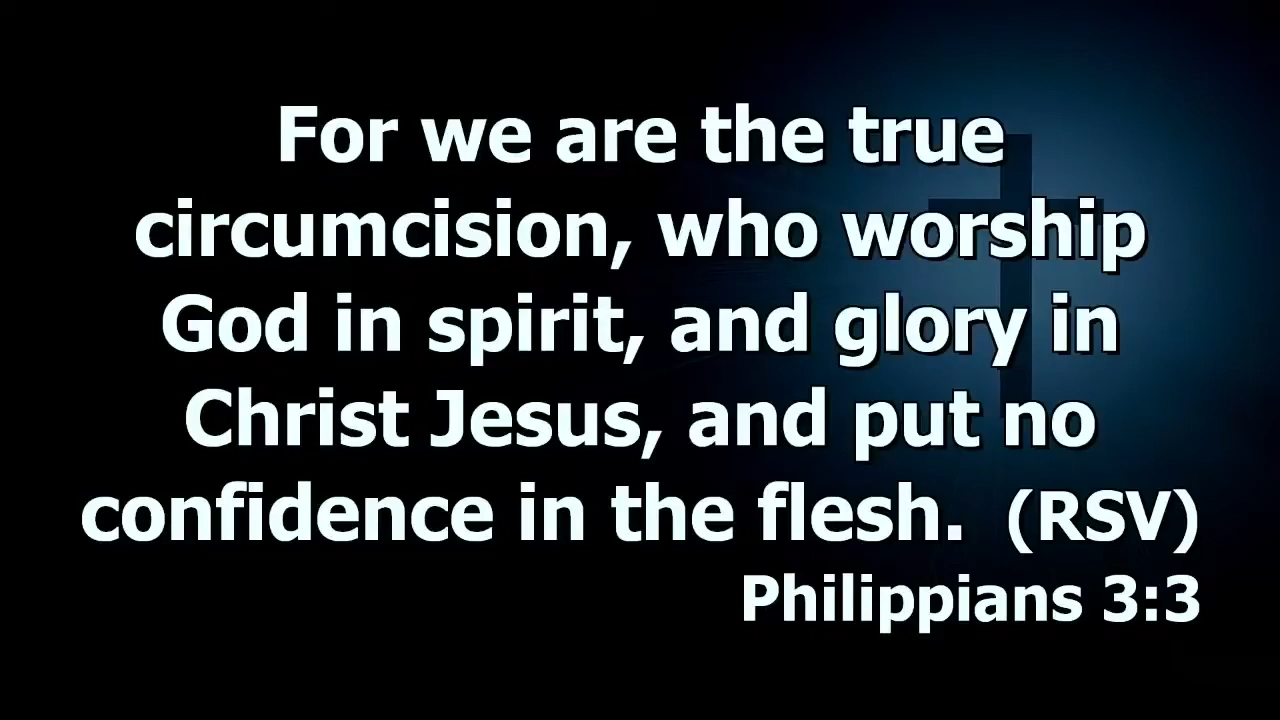 For we are the true
circumcision, who worship
God in spirit, and glory in
Christ Jesus, and put no
confidence in the flesh.  (RSV)
Philippians 3:3